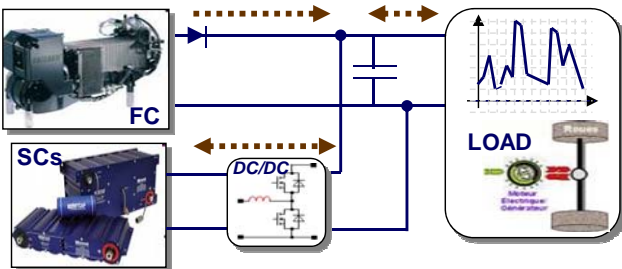 FC
SCs
DC/DC
LOAD
Roues
Moteur
Electrique/
Générateur